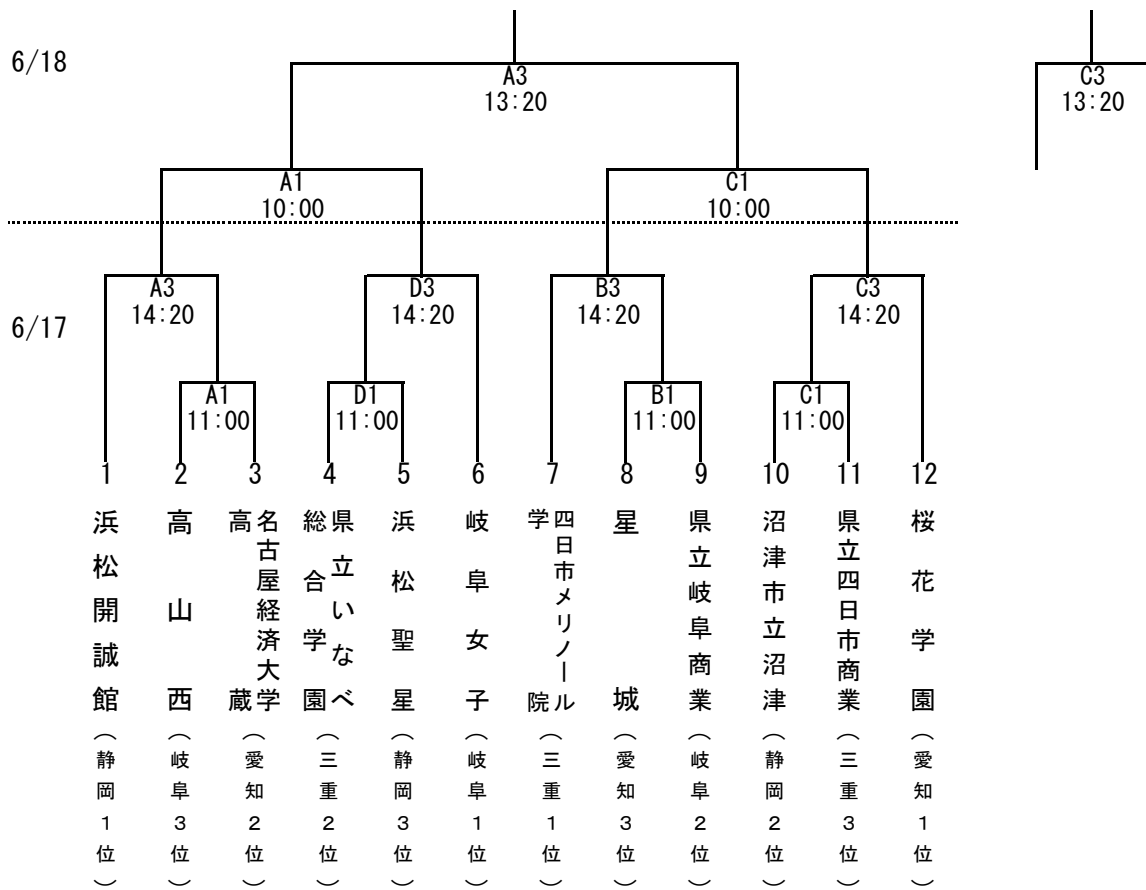 6/18
A3
13:20
C3
13:20
A1
10:00
C1
10:00
6/17
A3
14:20
D3
14:20
B3
14:20
C3
14:20
A1
11:00
D1
11:00
B1
11:00
C1
11:00
1
2
3
4
5
6
7
8
9
10
11
12
浜松開誠館(静岡1位)
高山西(岐阜3位)
名古屋経済大学
高蔵(愛知2位)
県立いなべ
総合学園(三重2位)
浜松聖星(静岡3位)
岐阜女子(岐阜1位)
四日市メリノール
学院(三重1位)
星城(愛知3位)
県立岐阜商業(岐阜2位)
沼津市立沼津(静岡2位)
県立四日市商業(三重3位)
桜花学園(愛知1位)